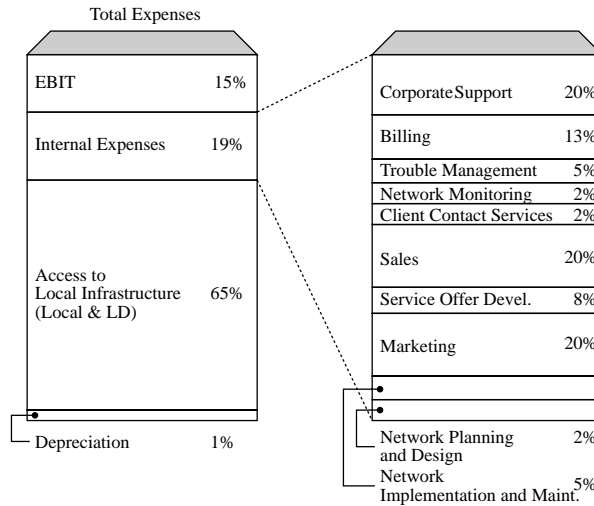 Total Expenses
EBIT 15%
Internal Expenses 19%
Access to
Local Infrastructure 65%
(Local & LD)
Depreciation 1%
Corporate Support 20%
Billing 13%
Trouble Management 5%
Network Monitoring 2%
Client Contact Services 2%
Sales 20%
Service Offer Devel. 8%
Marketing 20%
Network Planning 2%
and Design
Network
Implementation and Maint. 5%